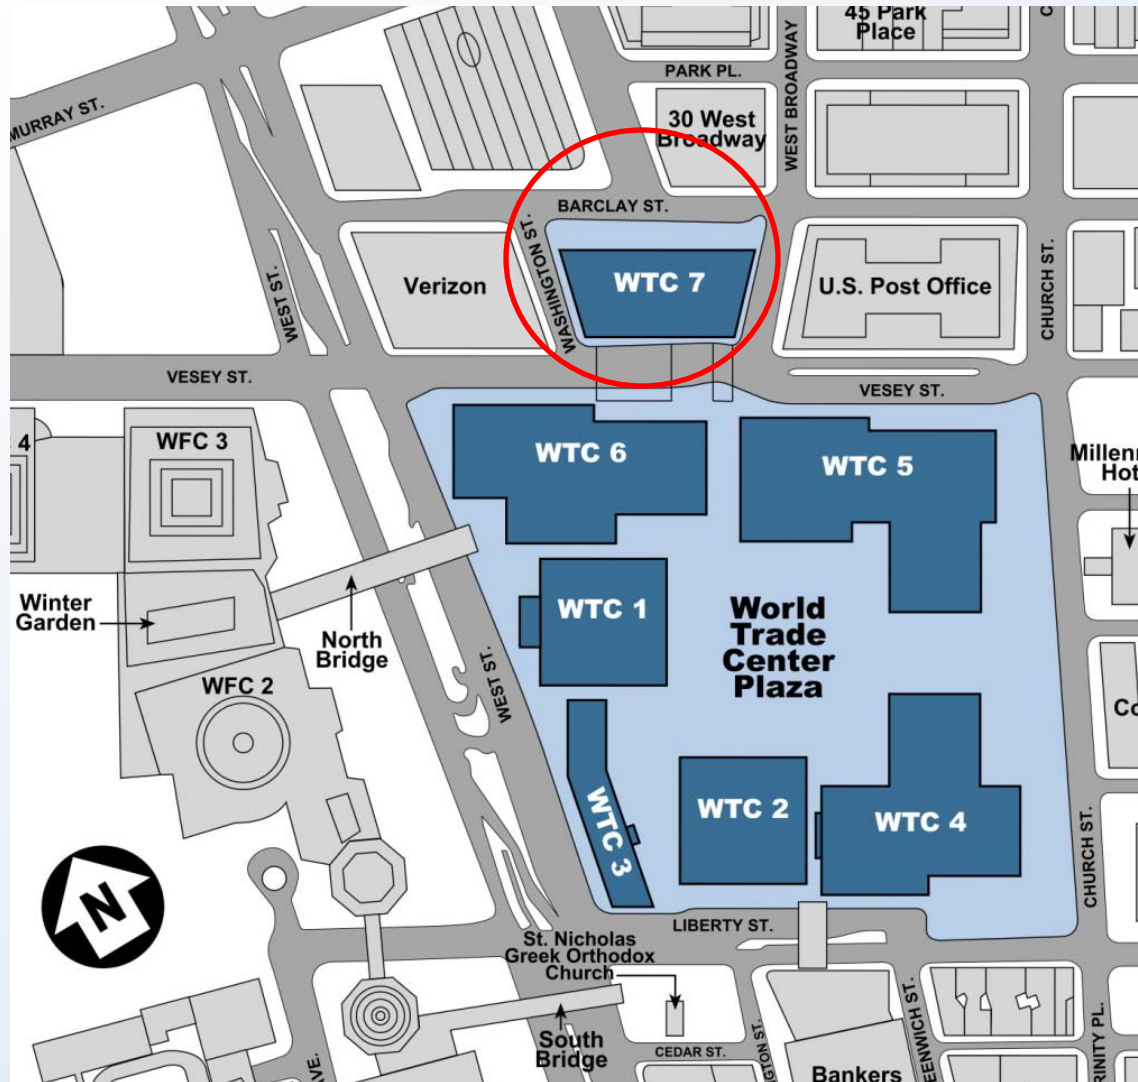 45 Park
Place
PARK PL.
WEST BROADWAY
30 West
Broadway
MURRAY ST.
BARCLAY ST.
WASHINGTON ST.
WTC 7
Verizon
U.S. Post Office
CHURCH ST.
WEST ST.
VESEY ST.
VESEY ST.
4
WFC 3
WTC 6
WTC 5
Winter
Garden
North
Bridge
WTC 1
World
Trade
Center
Plaza
WFC 2
WEST ST.
WTC 3
WTC 2
WTC 4
CHURCH ST.
N
LIBERTY ST.
St. Nicholas
Greek Orthodox
Church
South
Bridge
CEDAR ST.
Bankers